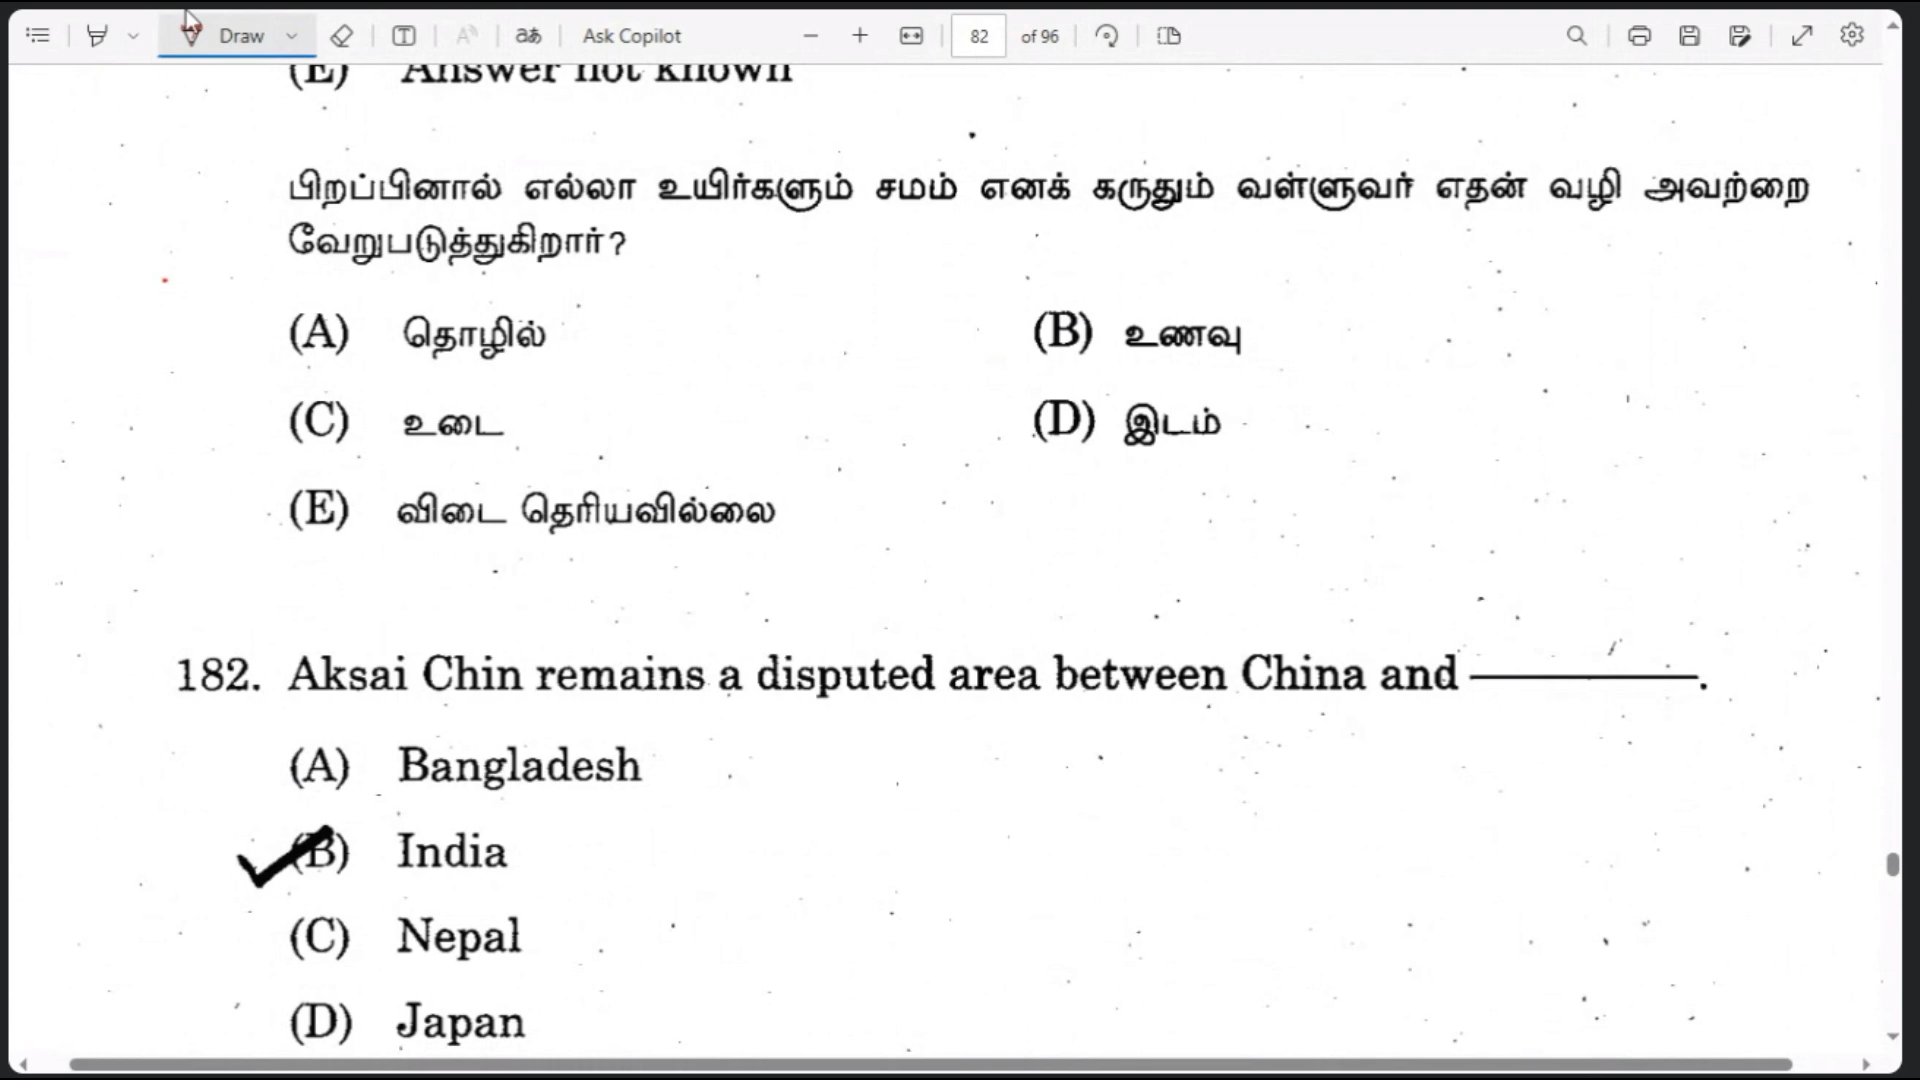 Draw
Ask Copilot
82 of 96
(E) Answer not known
பிறப்பினால் எல்லா உயிர்களும் சமம் எனக் கருதும் வள்ளுவர் எதன் வழி அவற்றை
வேறுபடுத்துகிறார்?
(A) தொழில் (B) உணவு
(C) உடை (D) இடம்
(E) விடை தெரியவில்லை
182. Aksai Chin remains a disputed area between China and ————.
(A) Bangladesh
(B) India
(C) Nepal
(D) Japan